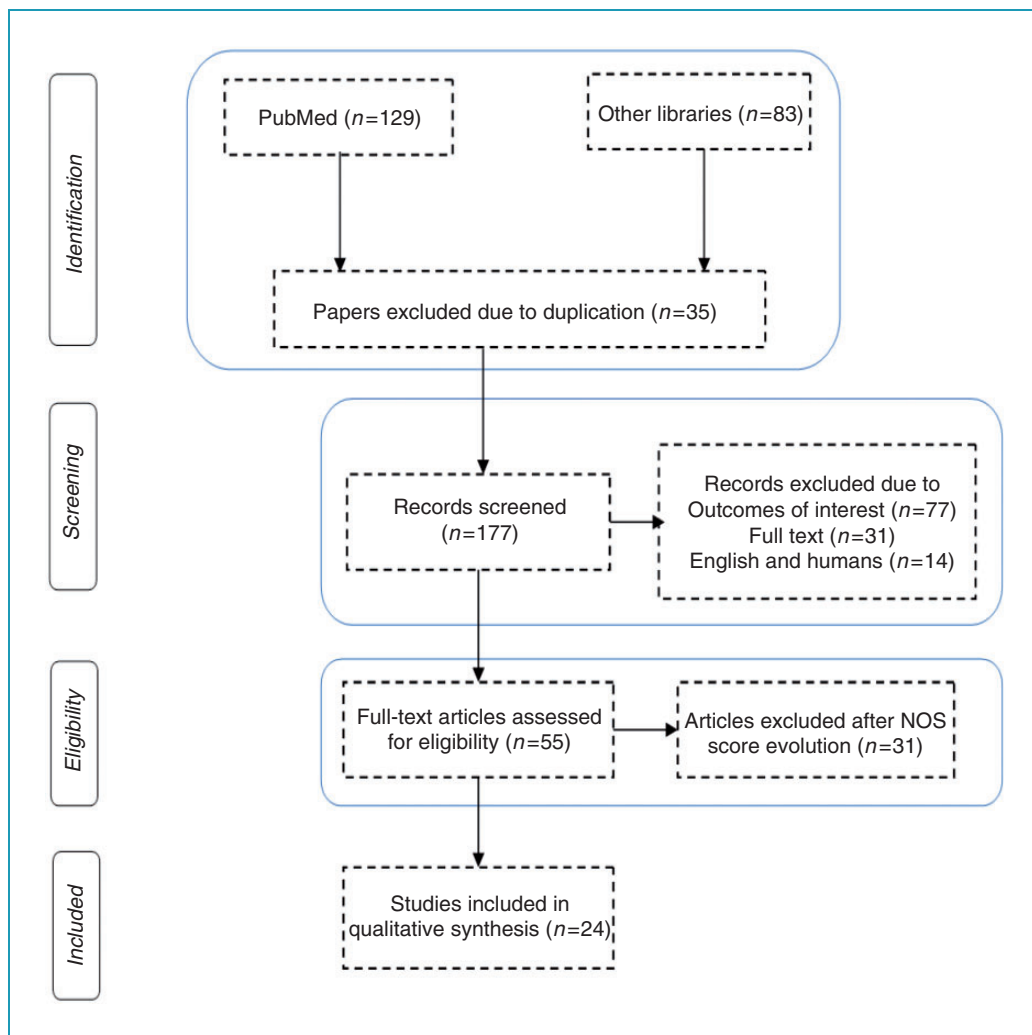 Identification
PubMed (n=129)
Other libraries (n=83)
Papers excluded due to duplication (n=35)
Screening
Records screened
(n=177)
Records excluded due to
Outcomes of interest (n=77)
Full text (n=31)
English and humans (n=14)
Eligibility
Full-text articles assessed
for eligibility (n=55)
Articles excluded after NOS
score evolution (n=31)
Included
Studies included in
qualitative synthesis (n=24)